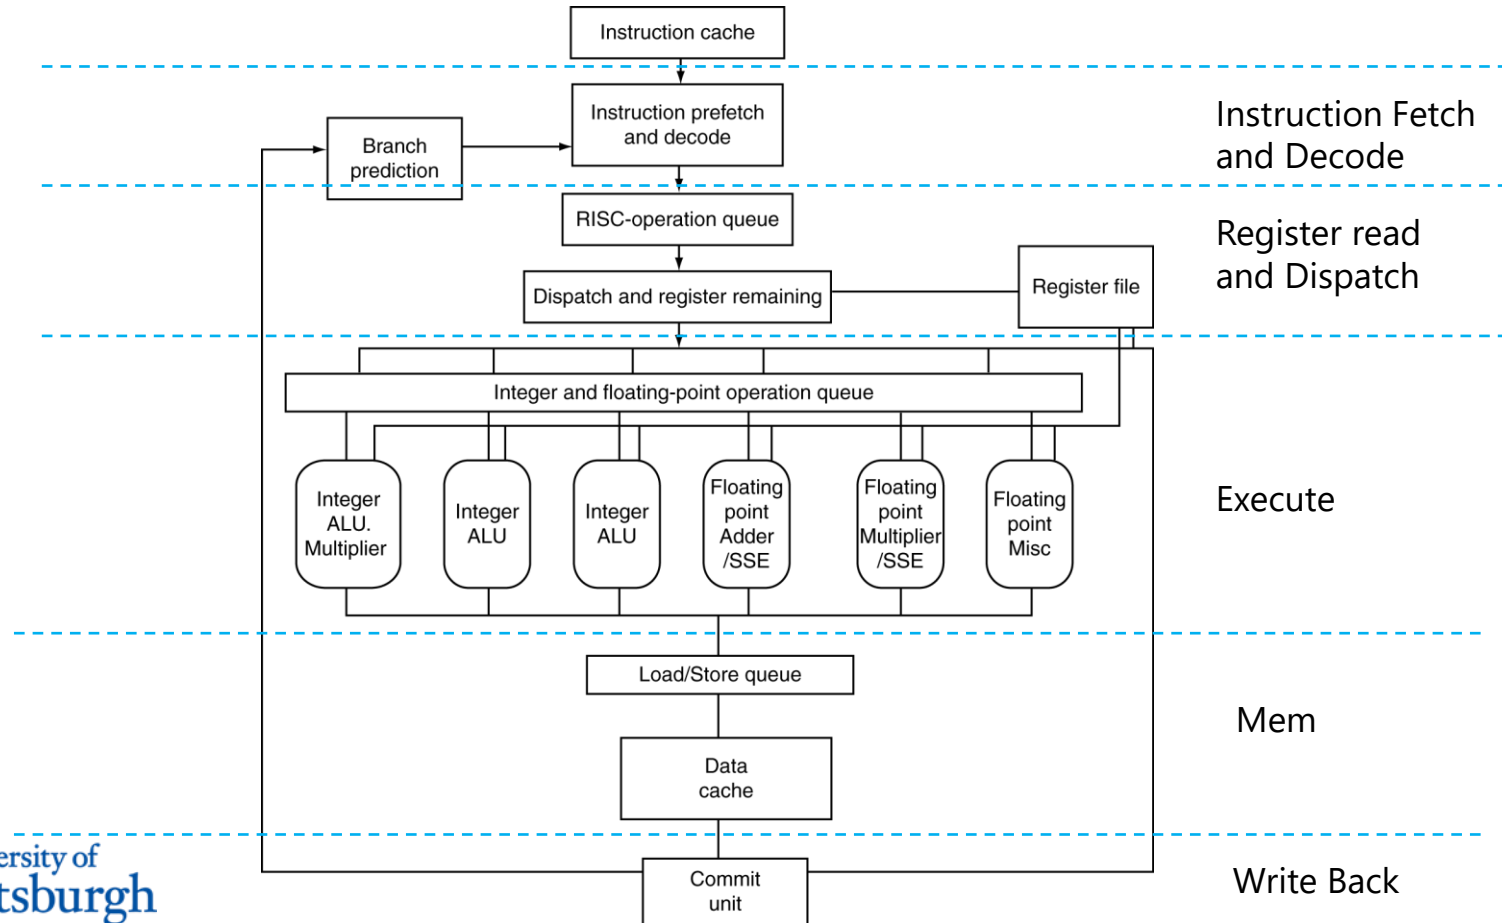 Instruction cache
Instruction prefetch
and decode
Branch
prediction
Instruction Fetch
and Decode
RISC-operation queue
Dispatch and register remaining
Register file
Register read
and Dispatch
Integer and floating-point operation queue
Integer
ALU.
Multiplier
Integer
ALU
Integer
ALU
Floating
point
Adder
/SSE
Floating
point
Multiplier
/SSE
Floating
point
Misc
Execute
Load/Store queue
Data
cache
Mem
Commit
unit
Write Back
ersity of
tsburgh